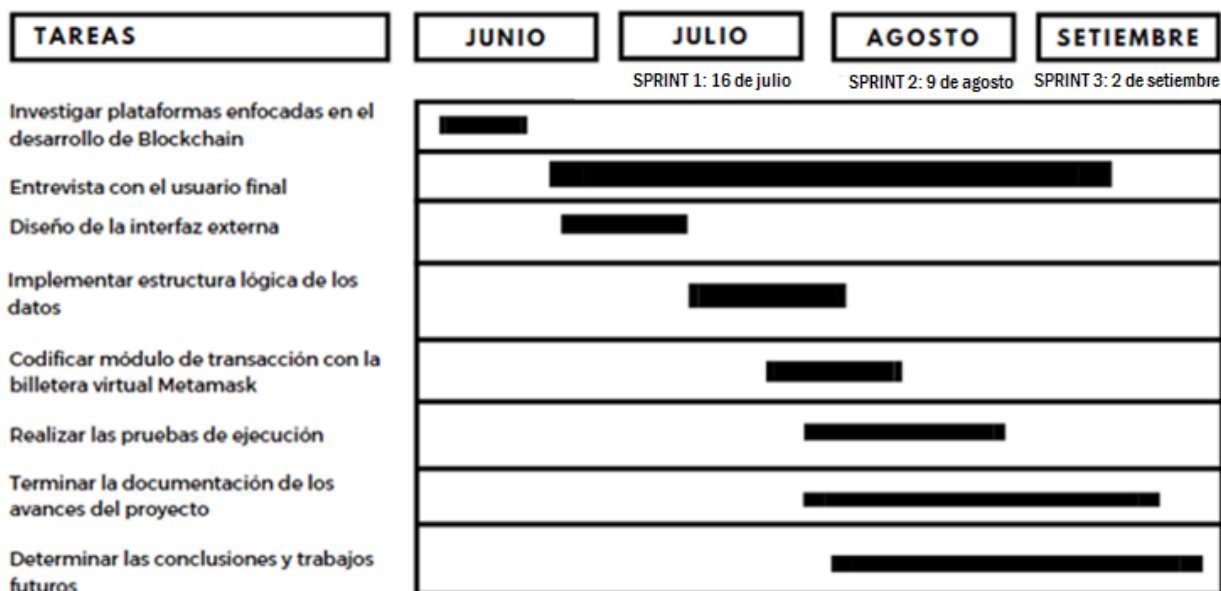 TAREAS
JUNIO
JULIO
AGOSTO
SETIEMBRE
SPRINT 1: 16 de julio
SPRINT 2: 9 de agosto
SPRINT 3: 2 de setiembre
Investigar plataformas enfocadas en el
desarrollo de Blockchain
Entrevista con el usuario final
Diseño de la interfaz externa
Implementar estructura lógica de los
datos
Codificar módulo de transacción con la
billetera virtual Metamask
Realizar las pruebas de ejecución
Terminar la documentación de los
avances del proyecto
Determinar las conclusiones y trabajos
futuros